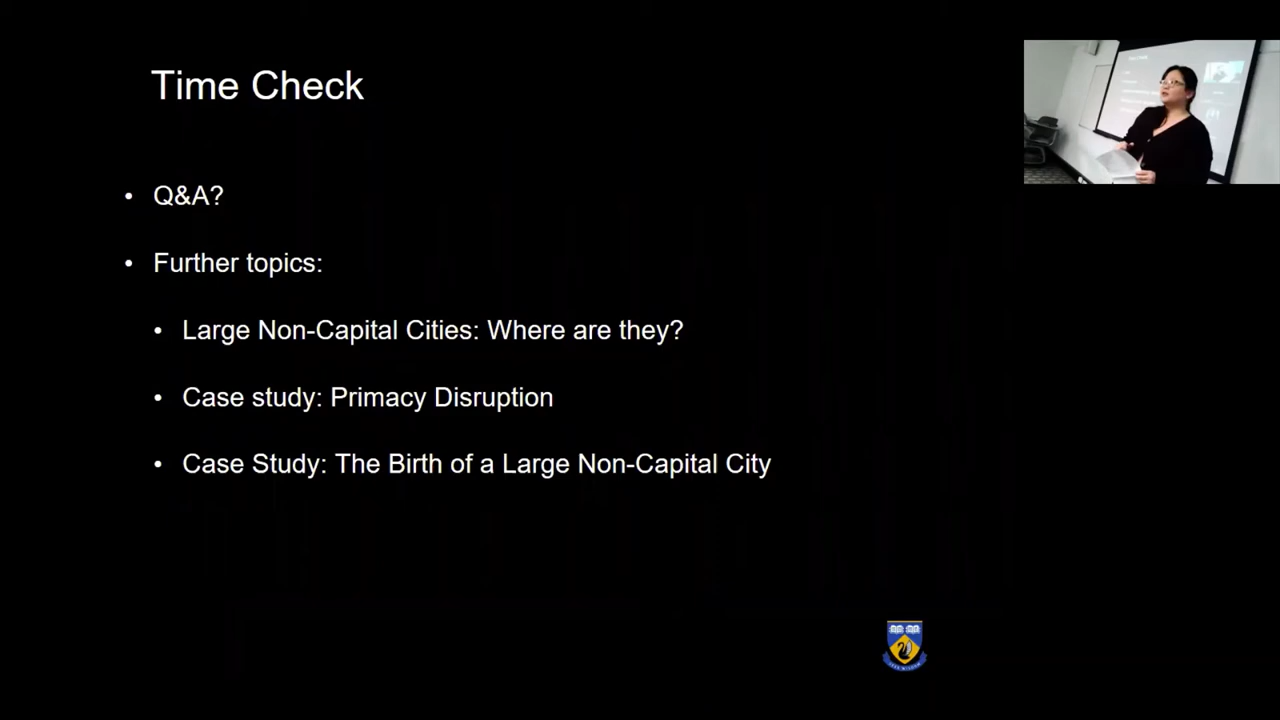 Time Check
• Q&A?
• Further topics:
• Large Non-Capital Cities: Where are they?
• Case study: Primacy Disruption
• Case Study: The Birth of a Large Non-Capital City